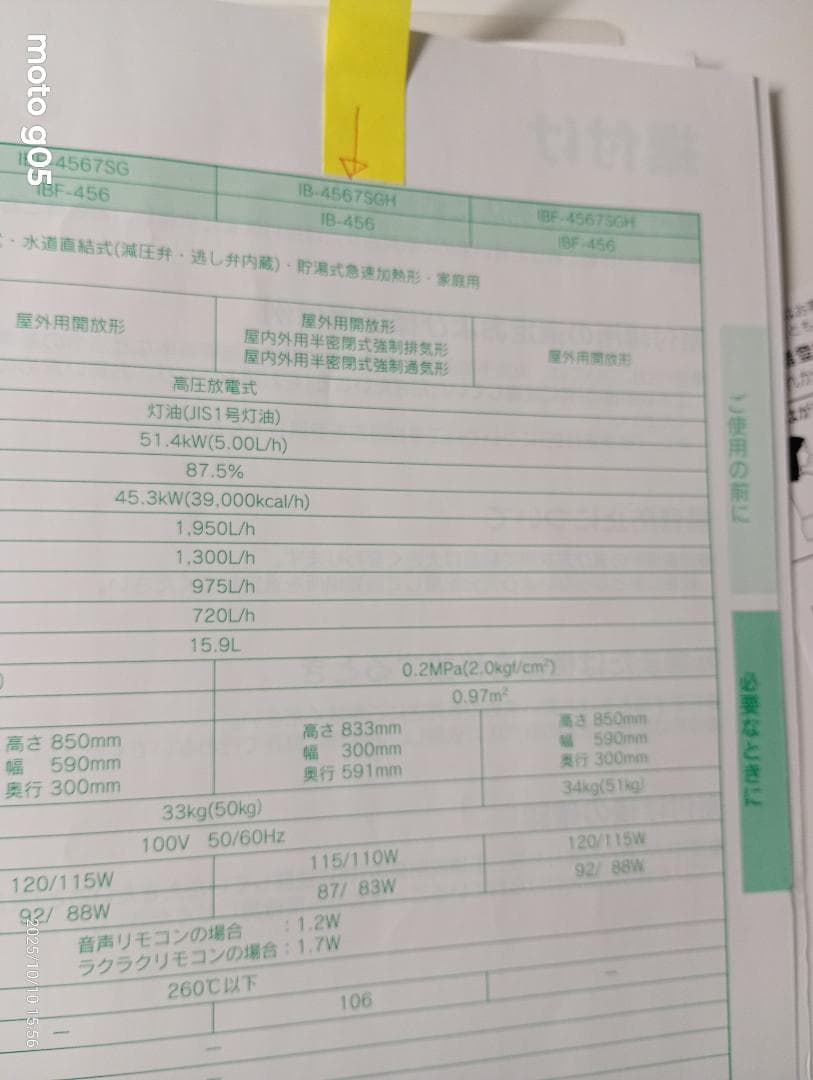 moto g05
IBF-4567SG
IB-4567SGH
IBF-4567SGH
IBF-456
IB-456
IBF-456
・水道直結式(減圧弁・逃し弁内蔵)・貯湯式急速加熱形・家庭用
屋外用開放形
屋外用開放形
屋内外用半密閉式強制排気形
屋内外用半密閉式強制通気形
屋外用開放形
高圧放電式
灯油(JIS1号灯油)
51.4kW(5.00L/h)
87.5%
45.3kW(39,000kcal/h)
1,950L/h
1,300L/h
975L/h
720L/h
15.9L
)
0.2MPa(2.0kgf/cm²)
0.97m²
高さ 850mm
幅 590mm
奥行 300mm
高さ 833mm
幅 300mm
奥行 591mm
高さ 850mm
幅 590mm
奥行 300mm
33kg(50kg)
34kg(51kg)
100V 50/60Hz
120/115W
115/110W
120/115W
92/ 88W
87/ 83W
92/ 88W
音声リモコンの場合 :1.2W
ラクラクリモコンの場合:1.7W
260℃以下
—
106
—
—
ご使用の前に
必要なときに
2025/10/10 15:56